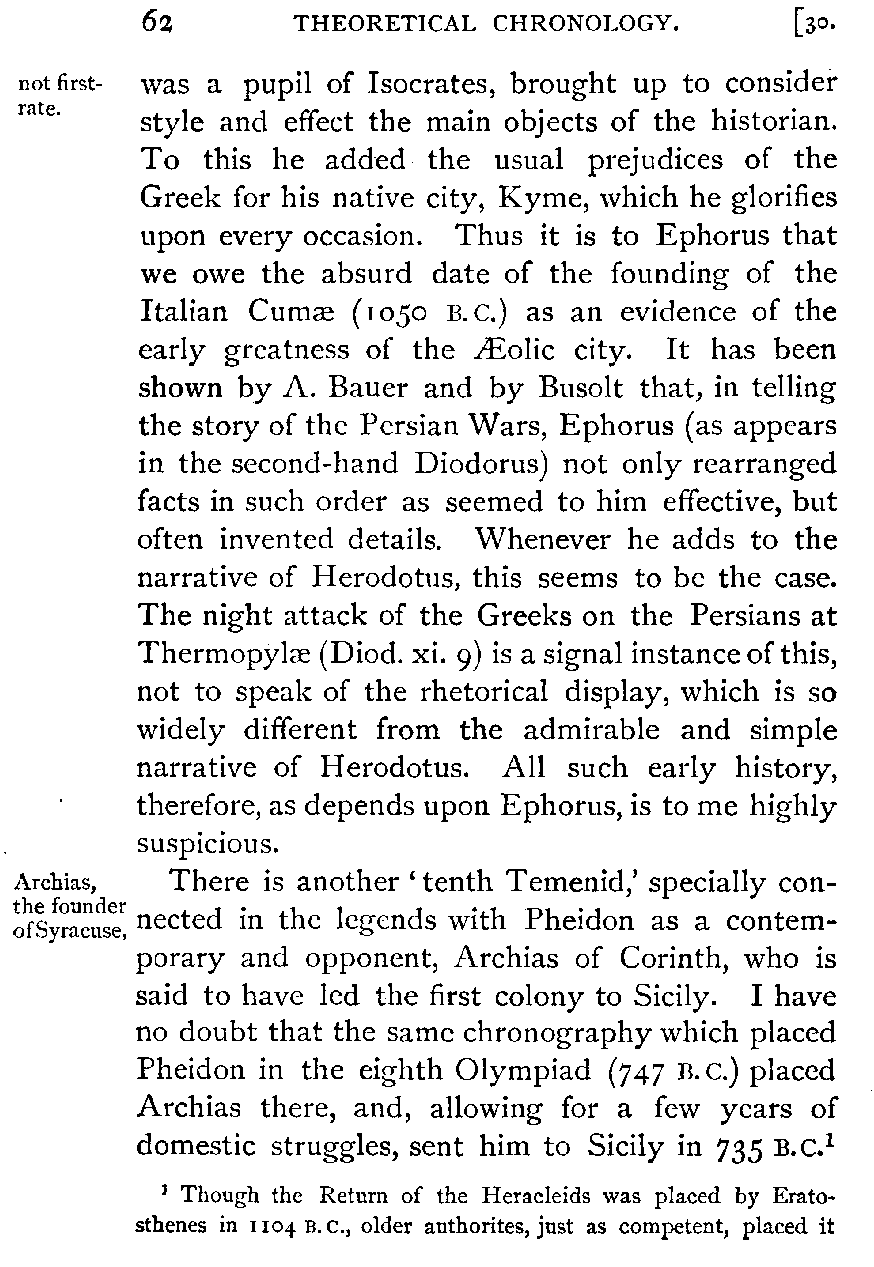 62 THEORETICAL CHRONOLOGY. [30.
not first-
rate.
was a pupil of Isocrates, brought up to consider
style and effect the main objects of the historian.
To this he added the usual prejudices of the
Greek for his native city, Kyme, which he glorifies
upon every occasion. Thus it is to Ephorus that
we owe the absurd date of the founding of the
Italian Cumæ (1050 B.C.) as an evidence of the
early greatness of the Æolic city. It has been
shown by A. Bauer and by Busolt that, in telling
the story of the Persian Wars, Ephorus (as appears
in the second-hand Diodorus) not only rearranged
facts in such order as seemed to him effective, but
often invented details. Whenever he adds to the
narrative of Herodotus, this seems to be the case.
The night attack of the Greeks on the Persians at
Thermopylæ (Diod. xi. 9) is a signal instance of this,
not to speak of the rhetorical display, which is so
widely different from the admirable and simple
narrative of Herodotus. All such early history,
therefore, as depends upon Ephorus, is to me highly
suspicious.
Archias,
the founder
of Syracuse,
There is another ‘tenth Temenid,’ specially con-
nected in the legends with Pheidon as a contem-
porary and opponent, Archias of Corinth, who is
said to have led the first colony to Sicily. I have
no doubt that the same chronography which placed
Pheidon in the eighth Olympiad (747 B.C.) placed
Archias there, and, allowing for a few years of
domestic struggles, sent him to Sicily in 735 B.C.¹
¹ Though the Return of the Heracleids was placed by Erato-
sthenes in 1104 B.C., older authorites, just as competent, placed it